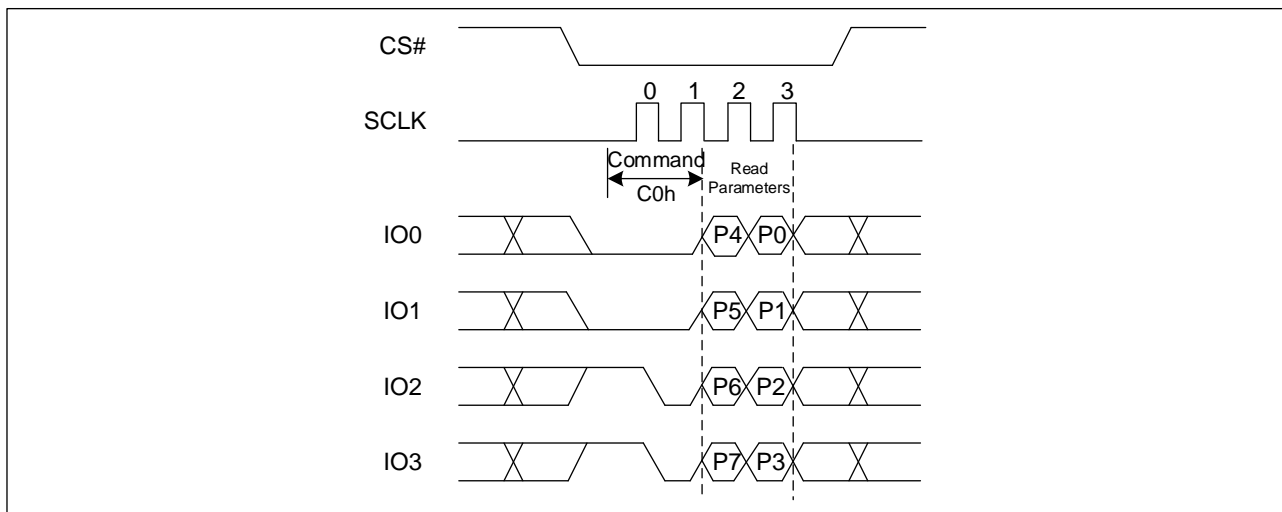 CS#
0 1 2 3
SCLK
Command
C0h
Read
Parameters
IO0 P4 P0
IO1 P5 P1
IO2 P6 P2
IO3 P7 P3